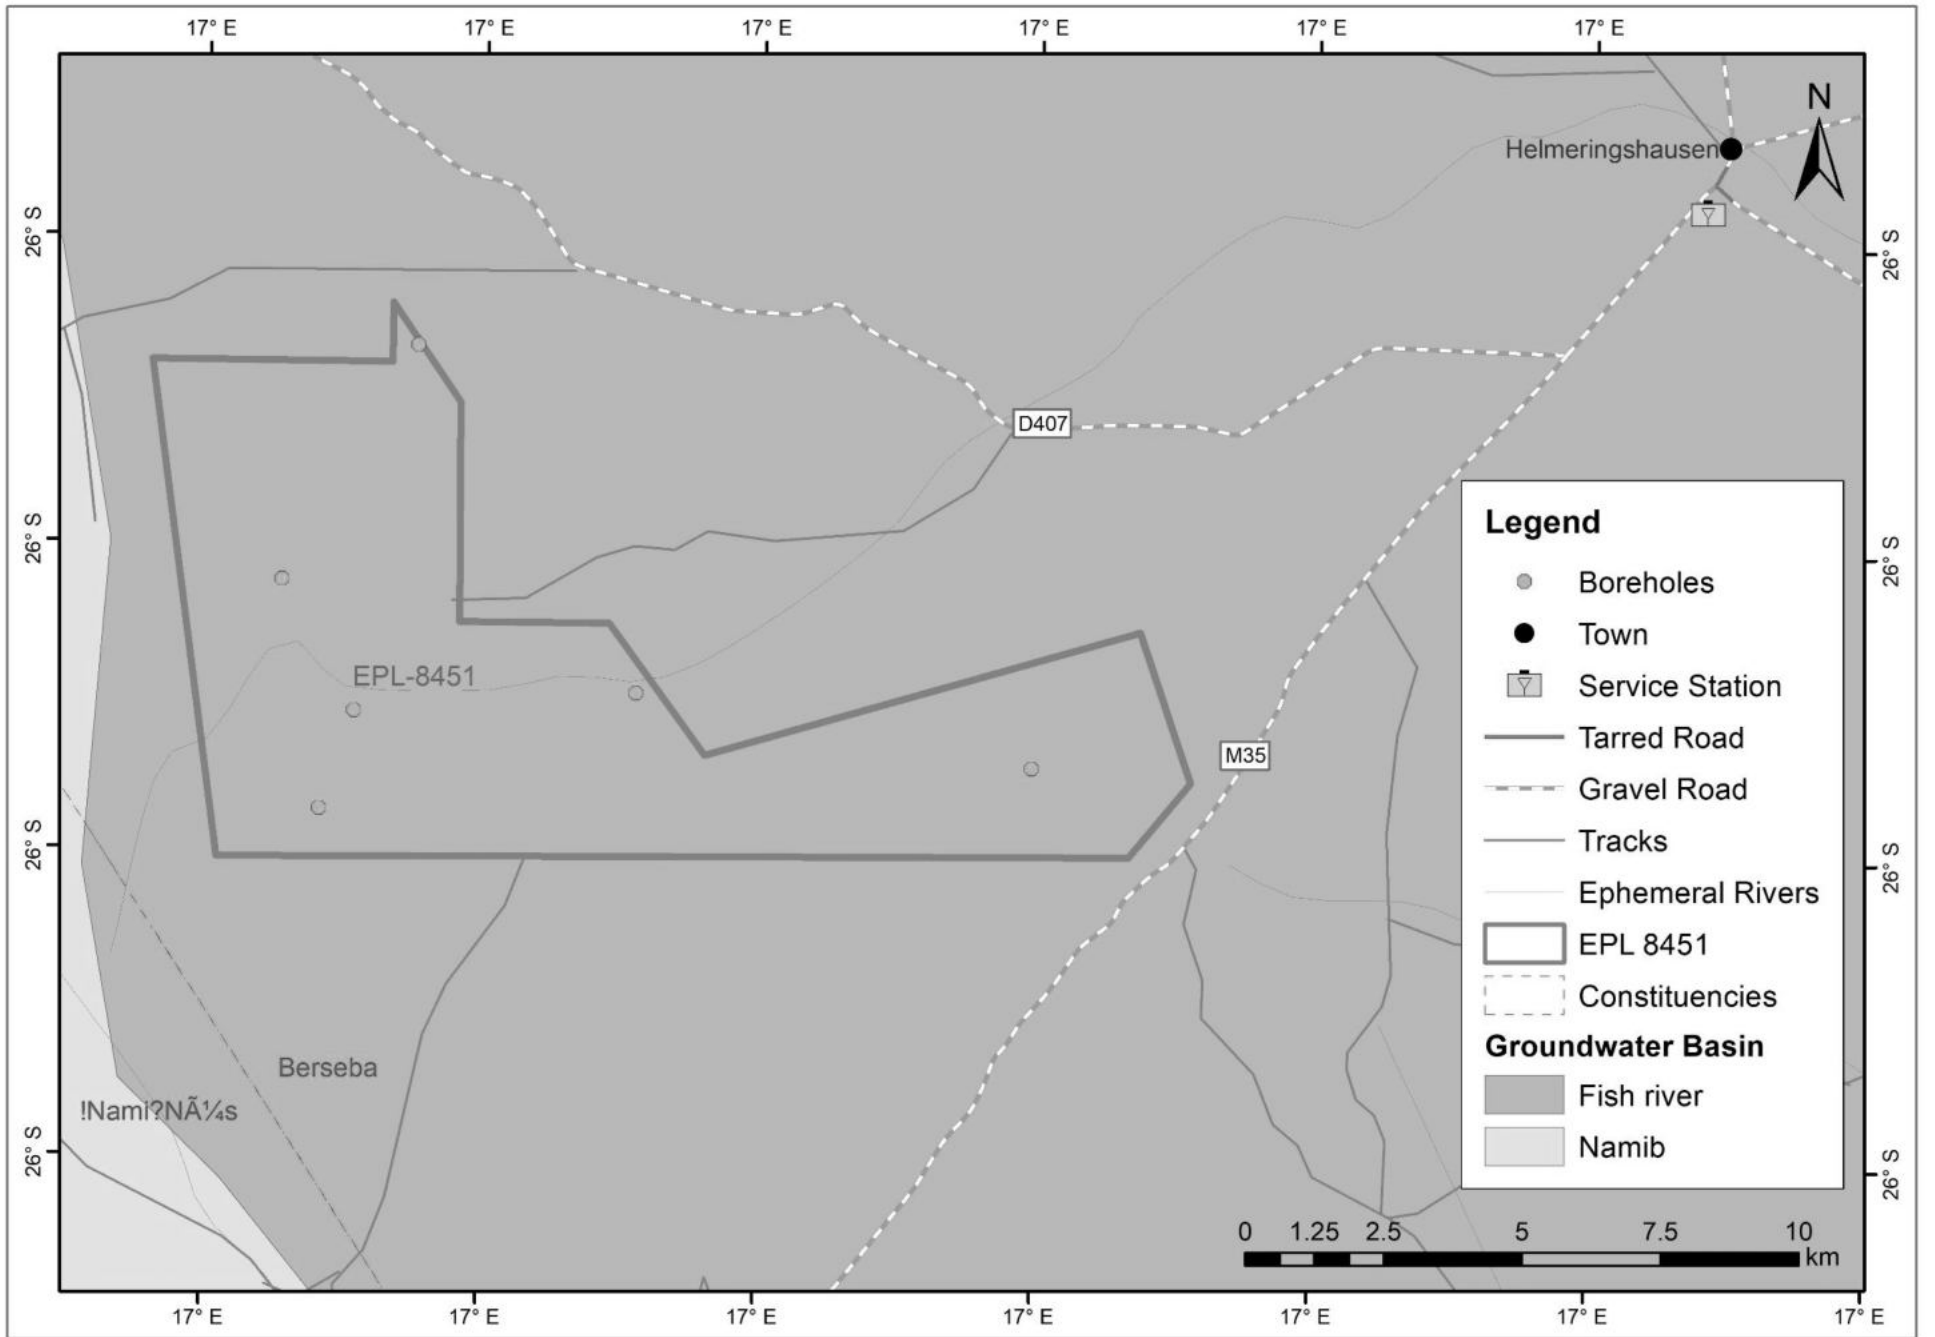 17° E 17° E 17° E 17° E 17° E 17° E
N
Helmeringshausen
26° S
26° S
D407
26° S
26° S
EPL-8451
M35
26° S
26° S
Berseba
!Nami?NÃ¼s
26° S
26° S
Legend
Boreholes
Town
Service Station
Tarred Road
Gravel Road
Tracks
Ephemeral Rivers
EPL 8451
Constituencies
Groundwater Basin
Fish river
Namib
0 1.25 2.5 5 7.5 10
km
17° E 17° E 17° E 17° E 17° E 17° E 17° E